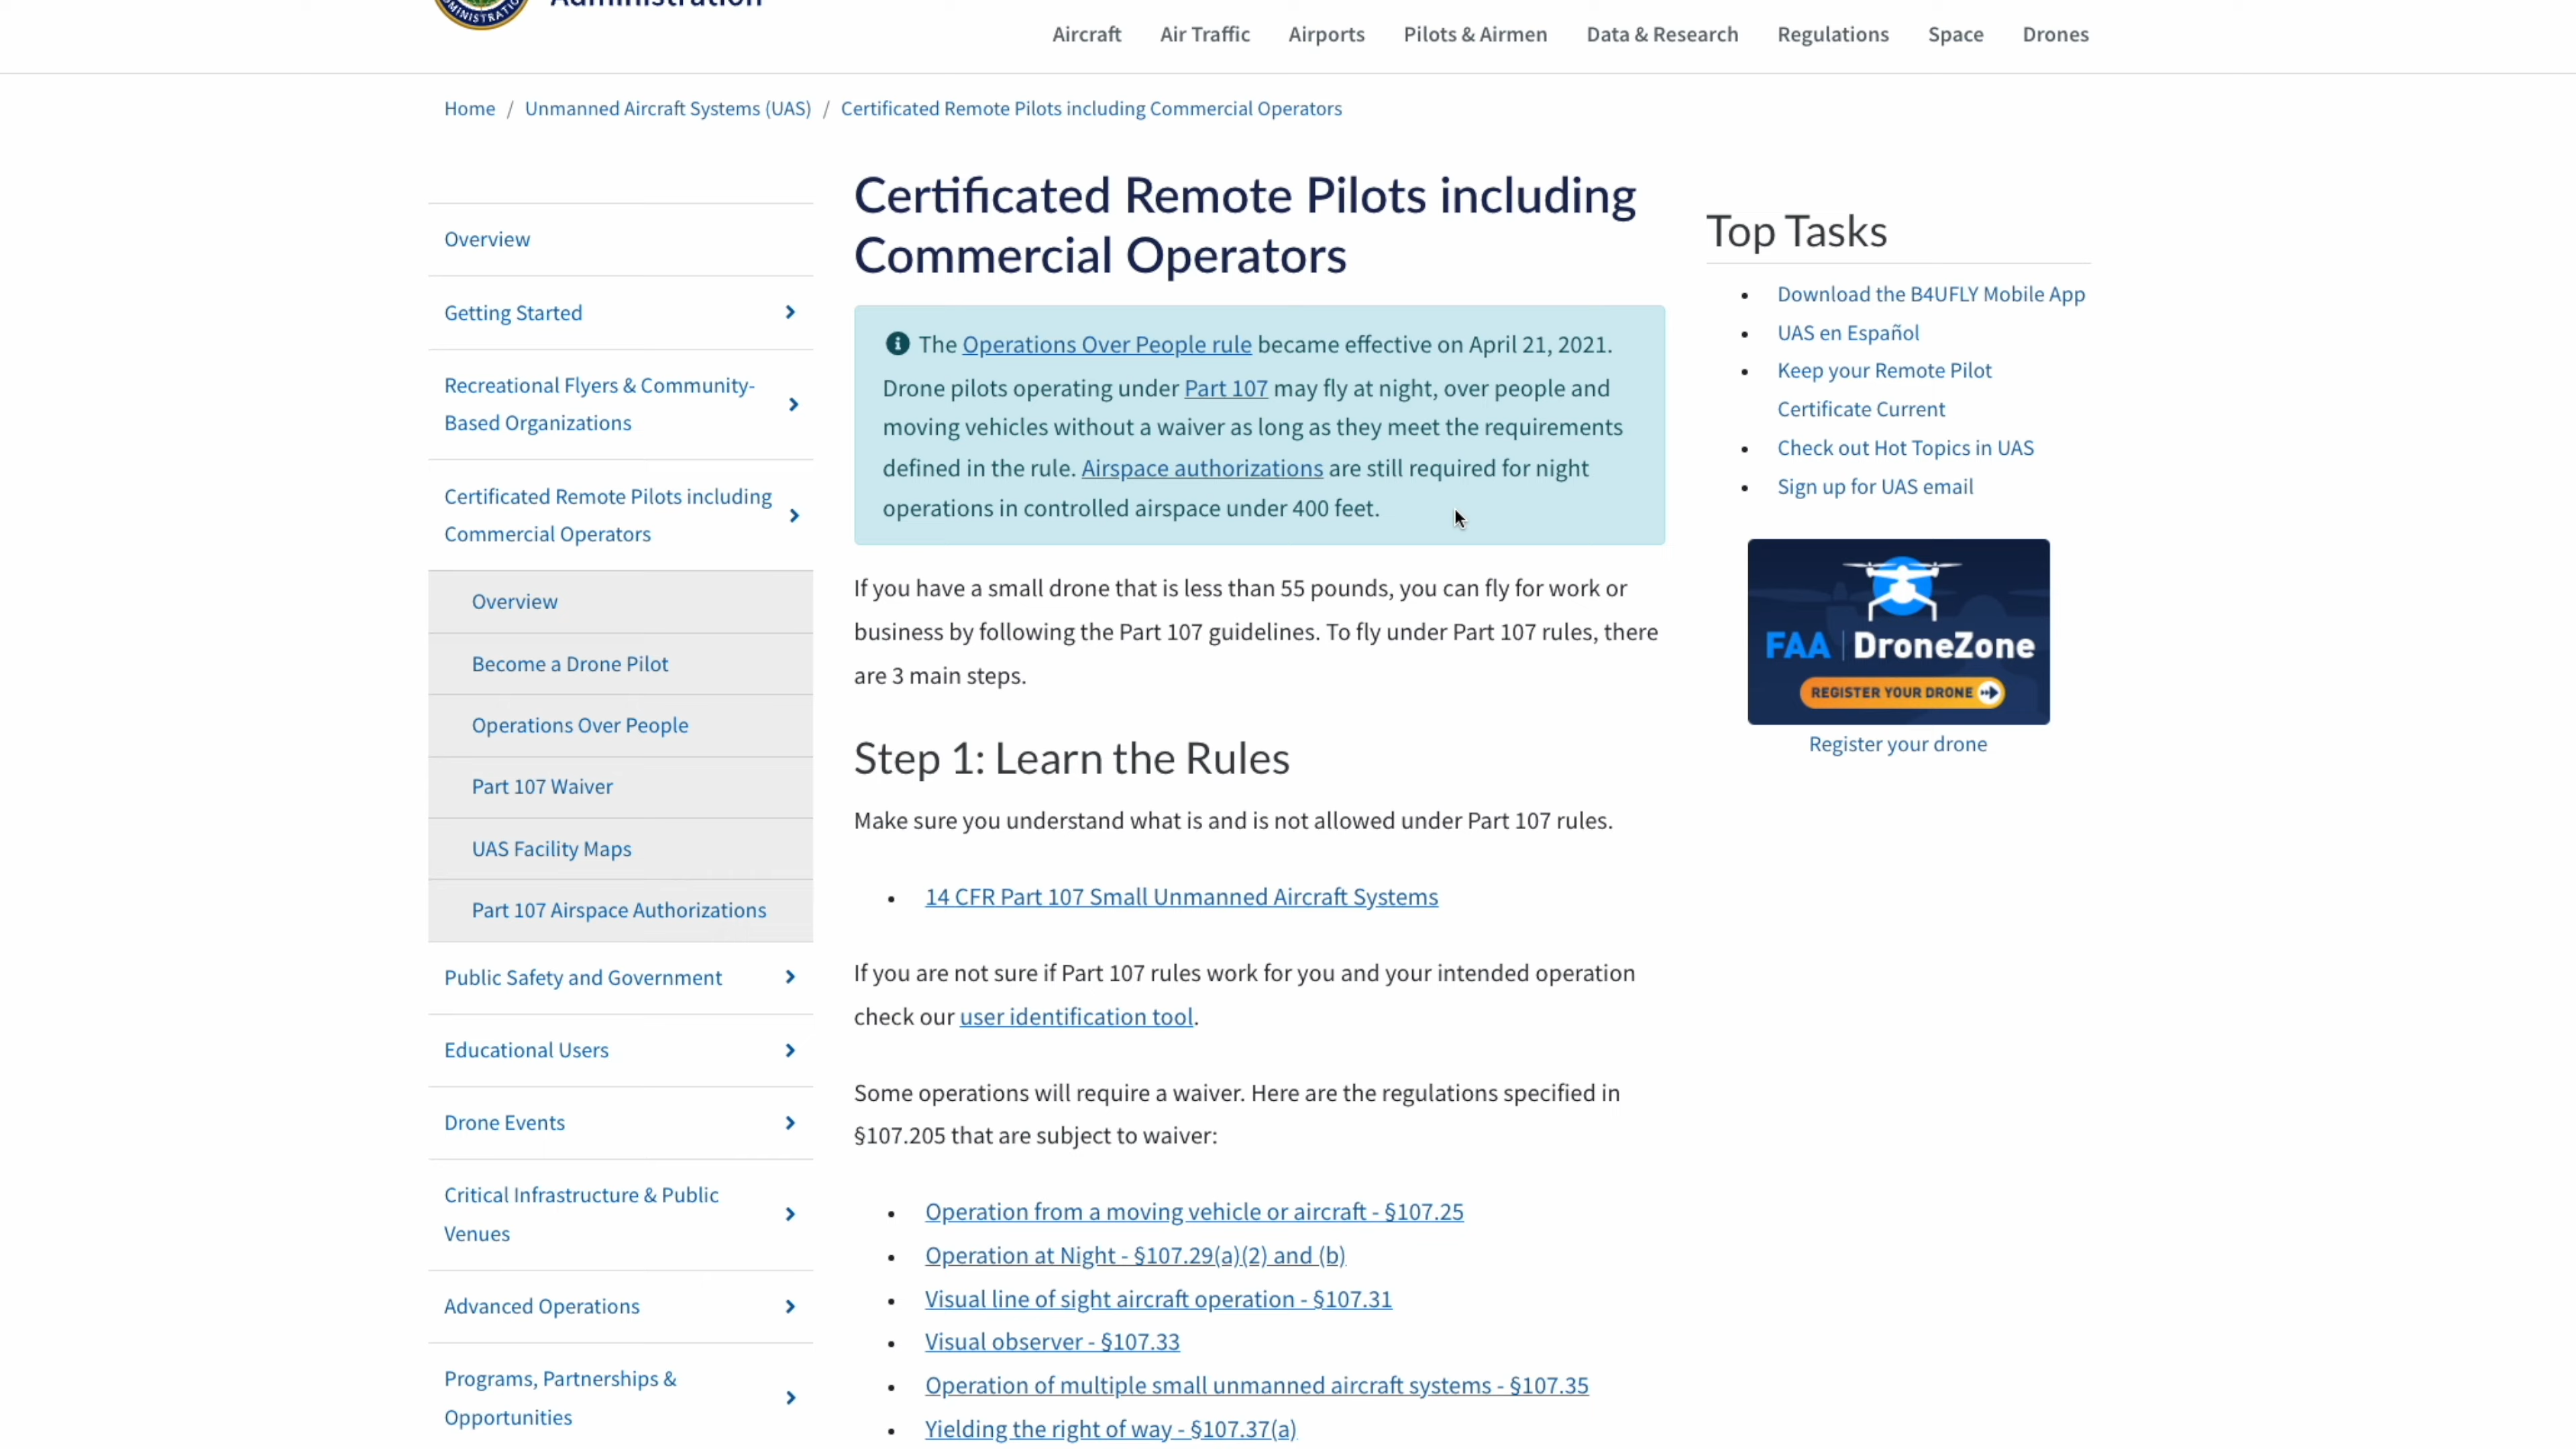 Administration
MINISTRATIO
Aircraft Air Traffic Airports Pilots & Airmen Data & Research Regulations Space Drones
Home / Unmanned Aircraft Systems (UAS) / Certificated Remote Pilots including Commercial Operators
Overview
Getting Started
Recreational Flyers & Community-
Based Organizations
Certificated Remote Pilots including
Commercial Operators
Overview
Become a Drone Pilot
Operations Over People
Part 107 Waiver
UAS Facility Maps
Part 107 Airspace Authorizations
Public Safety and Government
Educational Users
Drone Events
Critical Infrastructure & Public
Venues
Advanced Operations
Programs, Partnerships &
Opportunities
Certificated Remote Pilots including
Commercial Operators
The Operations Over People rule became effective on April 21, 2021.
Drone pilots operating under Part 107 may fly at night, over people and
moving vehicles without a waiver as long as they meet the requirements
defined in the rule. Airspace authorizations are still required for night
operations in controlled airspace under 400 feet.
If you have a small drone that is less than 55 pounds, you can fly for work or
business by following the Part 107 guidelines. To fly under Part 107 rules, there
are 3 main steps.
Step 1: Learn the Rules
Make sure you understand what is and is not allowed under Part 107 rules.
• 14 CFR Part 107 Small Unmanned Aircraft Systems
If you are not sure if Part 107 rules work for you and your intended operation
check our user identification tool.
Some operations will require a waiver. Here are the regulations specified in
§107.205 that are subject to waiver:
• Operation from a moving vehicle or aircraft - §107.25
• Operation at Night - §107.29(a)(2) and (b)
• Visual line of sight aircraft operation - §107.31
• Visual observer - §107.33
• Operation of multiple small unmanned aircraft systems - §107.35
• Yielding the right of way - §107.37(a)
Top Tasks
• Download the B4UFLY Mobile App
• UAS en Español
• Keep your Remote Pilot
Certificate Current
• Check out Hot Topics in UAS
• Sign up for UAS email
FAA | DroneZone
REGISTER YOUR DRONE
Register your drone